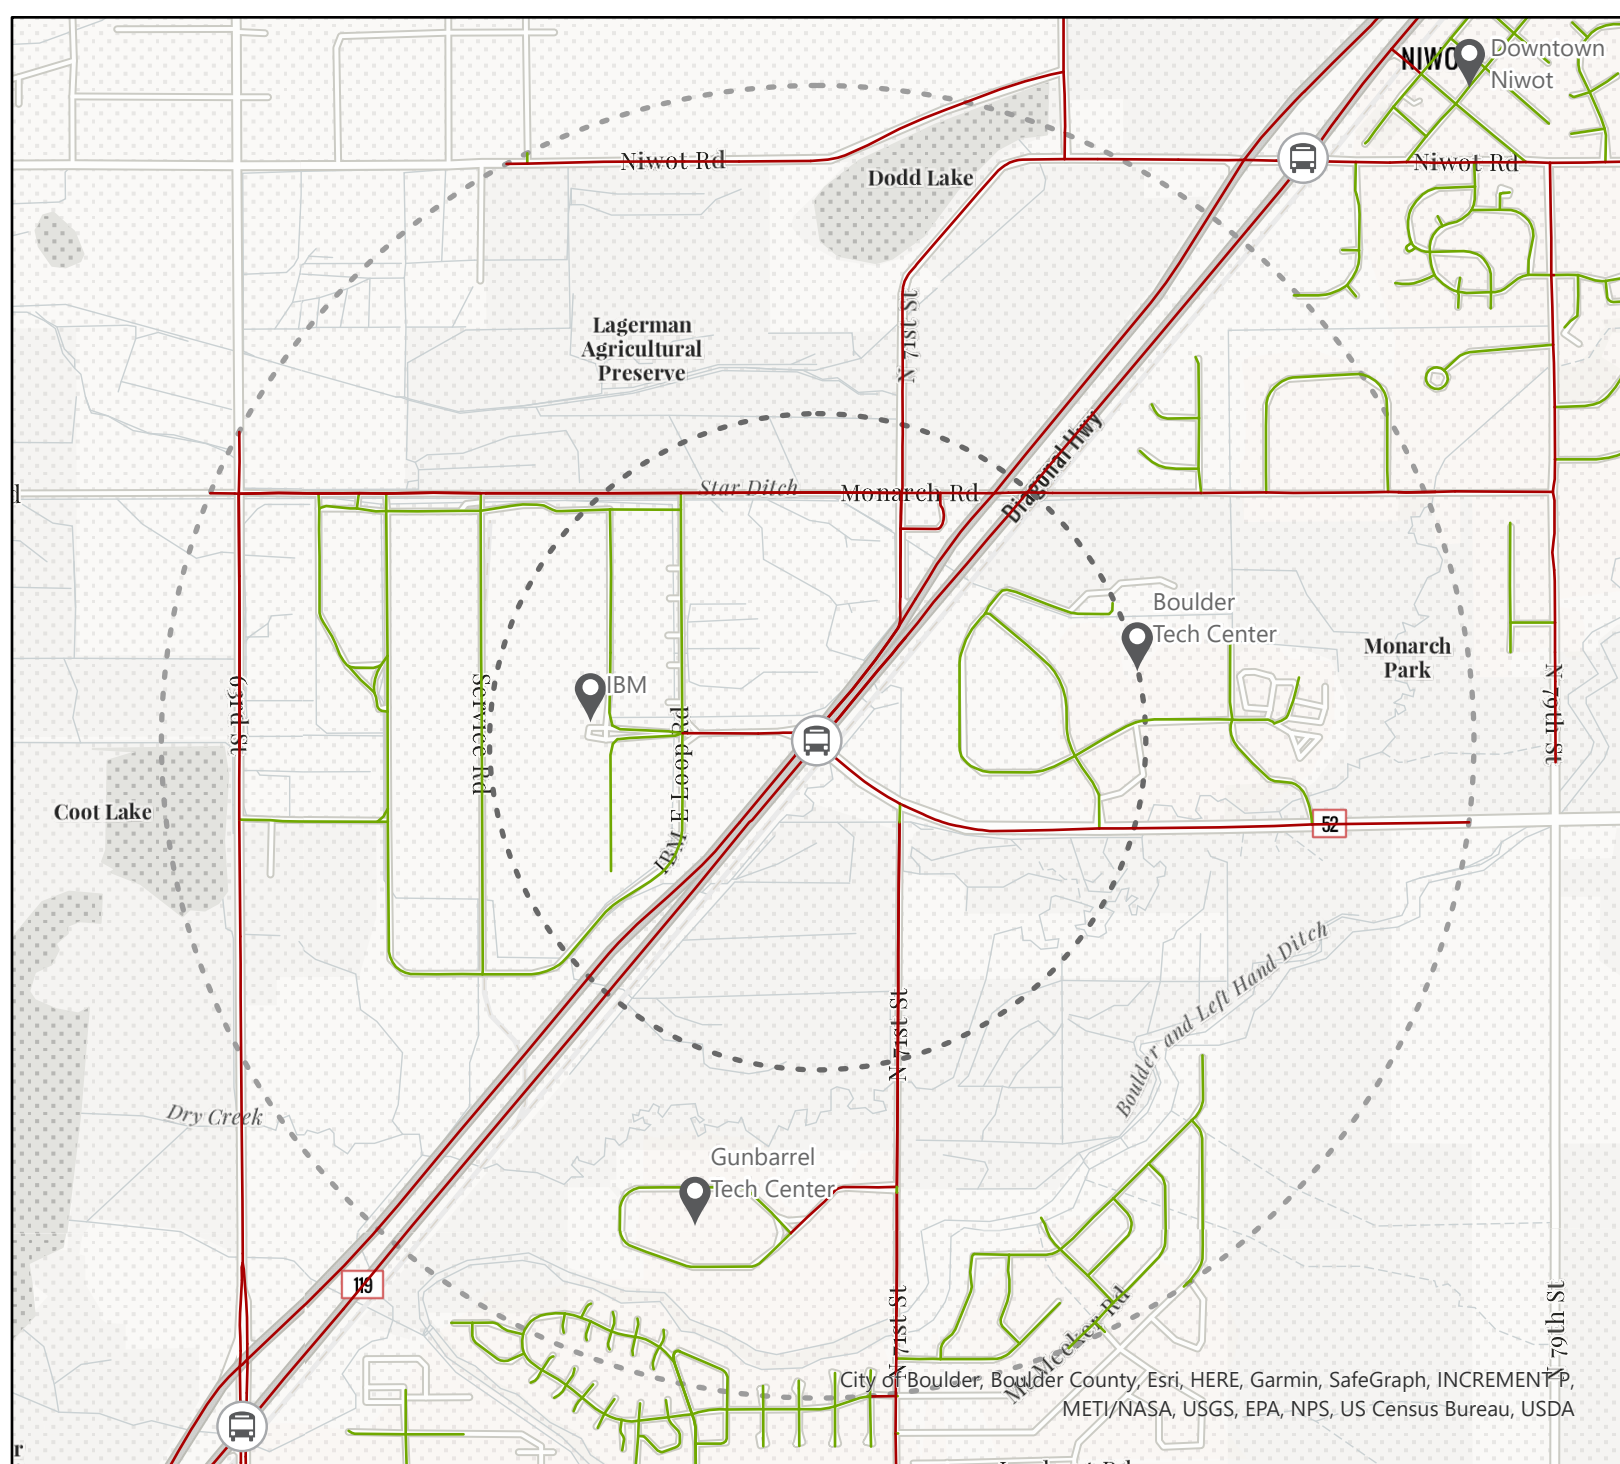 NIWO
Downtown
Niwot
Niwot Rd
Niwot Rd
Dodd Lake
N 71st St
Lagerman
Agricultural
Preserve
Diagonal Hwy
Star Ditch
Monarch Rd
Boulder
Tech Center
Monarch
Park
63rd St
Service Rd
IBM
IBM E Loop Rd
N 79th St
Coot Lake
52
Boulder and Left Hand Ditch
N 71st St
Dry Creek
Gunbarrel
Tech Center
119
N 71st St
Mt Meeker Rd
N 79th St
City of Boulder, Boulder County, Esri, HERE, Garmin, SafeGraph, INCREMENT P,
METI/NASA, USGS, EPA, NPS, US Census Bureau, USDA